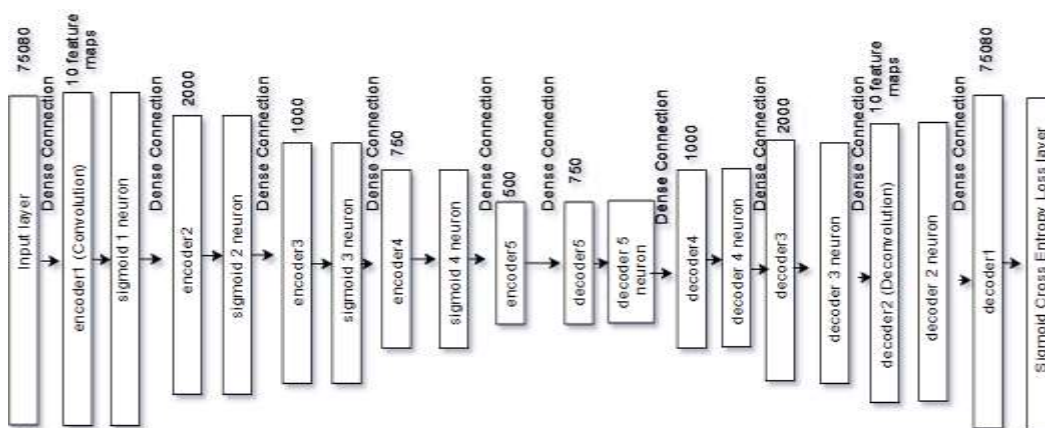 75080
Input layer
Dense Connection
10 feature
maps
encoder1 (Convolution)
sigmoid 1 neuron
Dense Connection
2000
encoder2
sigmoid 2 neuron
Dense Connection
1000
encoder3
sigmoid 3 neuron
Dense Connection
750
encoder4
sigmoid 4 neuron
Dense Connection
500
encoder5
Dense Connection
750
decoder5
decoder 5
neuron
Dense Connection
1000
decoder4
decoder 4 neuron
Dense Connection
2000
decoder3
decoder 3 neuron
Dense Connection
10 feature
maps
decoder2 (Deconvolution)
decoder 2 neuron
Dense Connection
75080
decoder1
Sigmoid Cross Entropy Loss layer